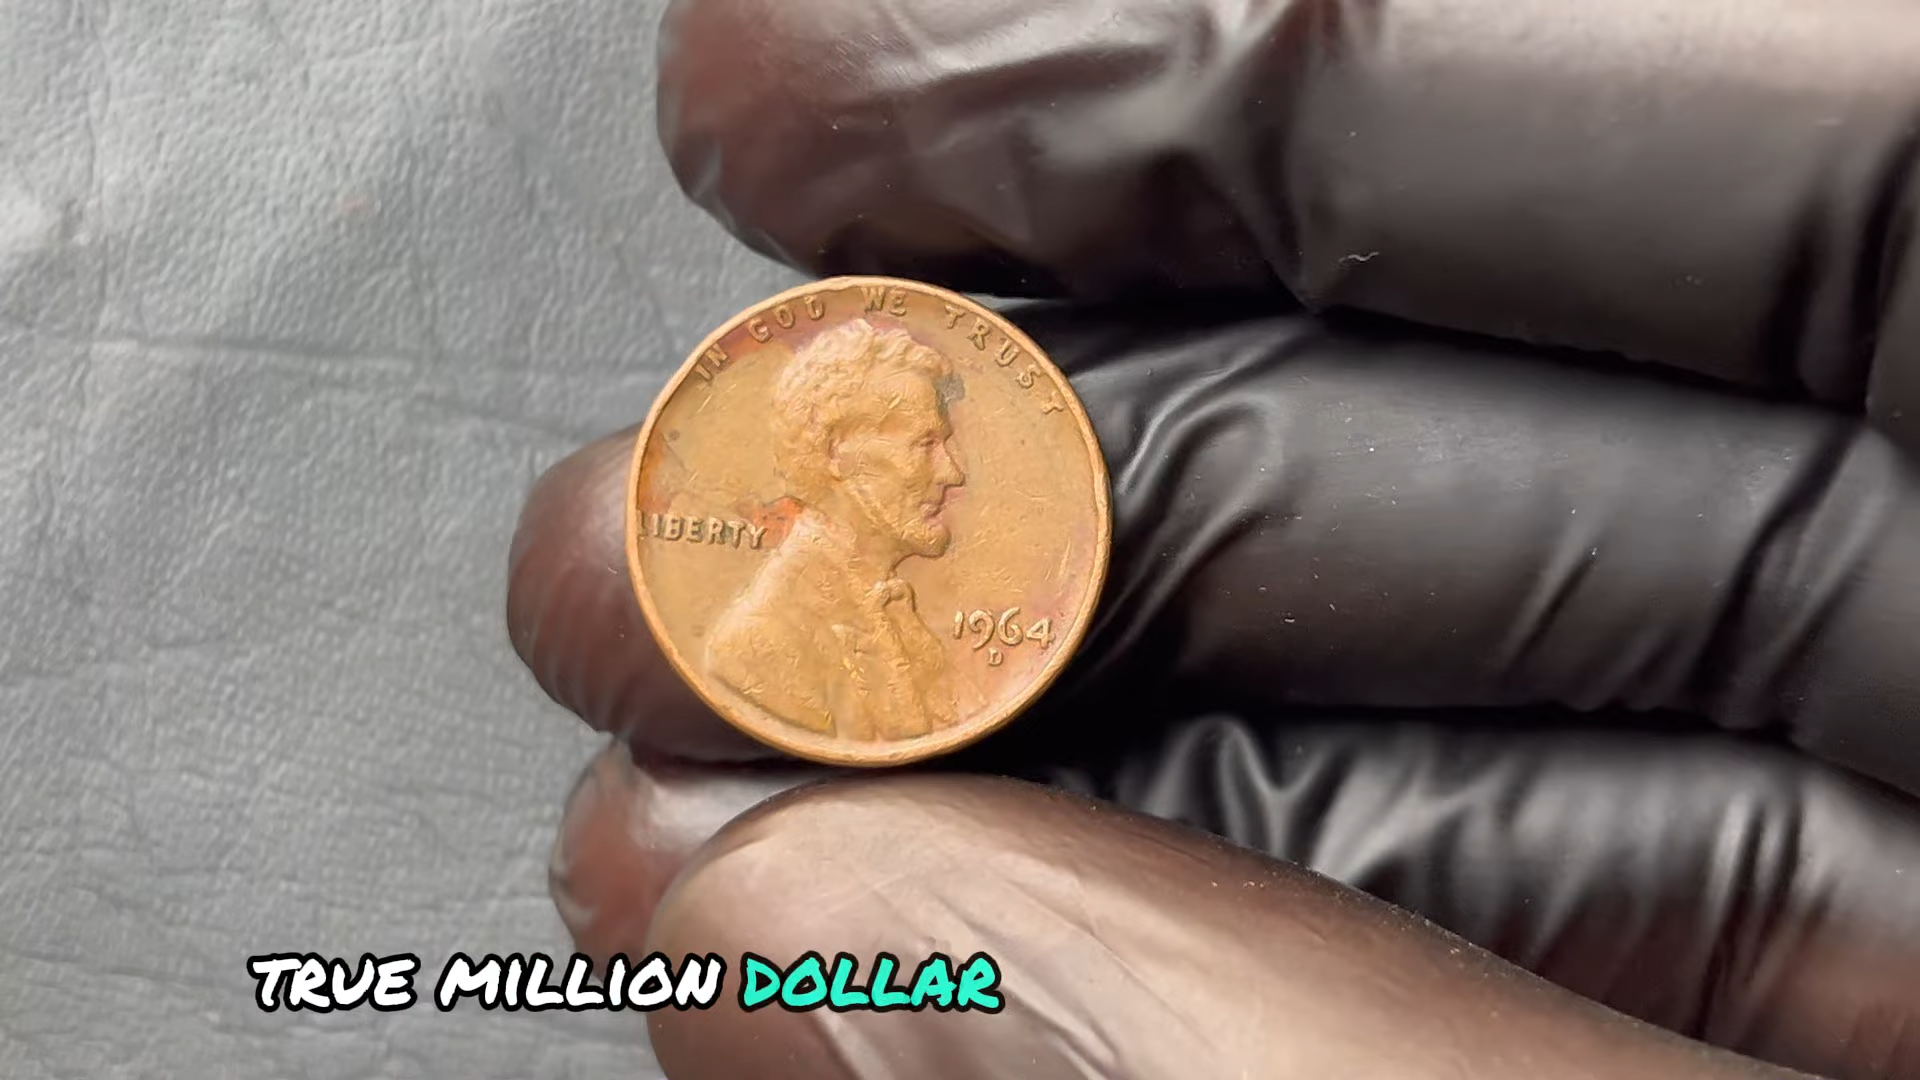 IN GOD WE TRUST
LIBERTY
1964
D
TRUE MILLION DOLLAR